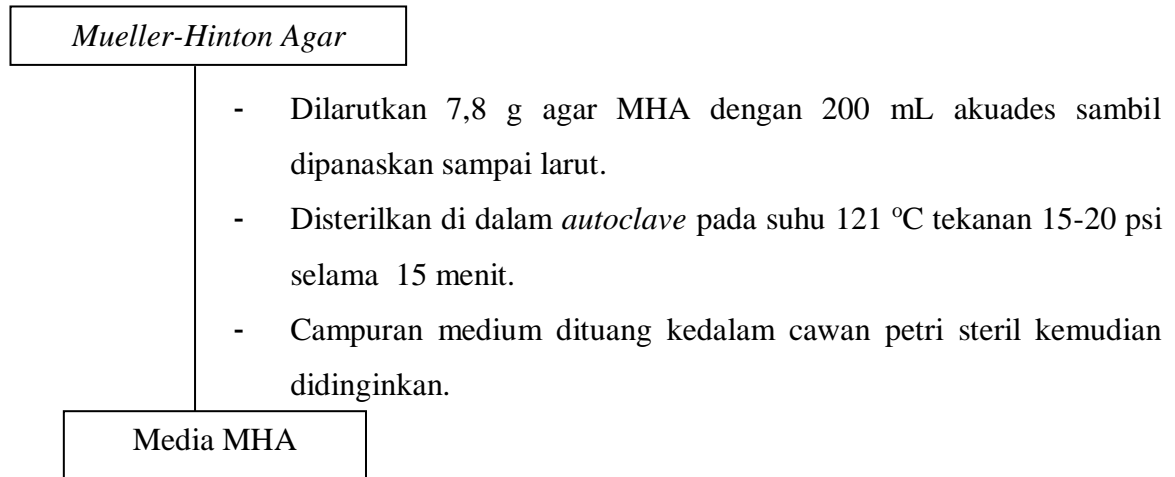 Mueller-Hinton Agar
- Dilarutkan 7,8 g agar MHA dengan 200 mL akuades sambil
dipanaskan sampai larut.
- Disterilkan di dalam autoclave pada suhu 121 ºC tekanan 15-20 psi
selama 15 menit.
- Campuran medium dituang kedalam cawan petri steril kemudian
didinginkan.
Media MHA